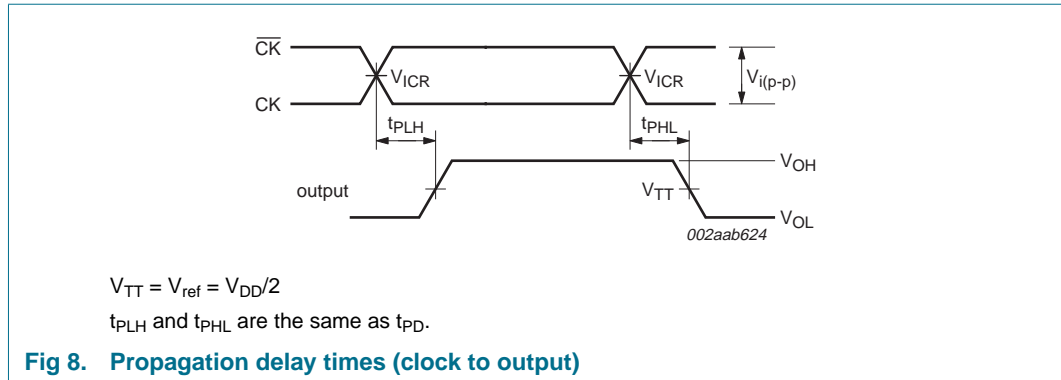 C̅K̅
V_ICR V_ICR V_i(p-p)
CK
t_PLH t_PHL
V_OH
output V_TT
V_OL
002aab624
V_TT = V_ref = V_DD/2
t_PLH and t_PHL are the same as t_PD.
Fig 8. Propagation delay times (clock to output)